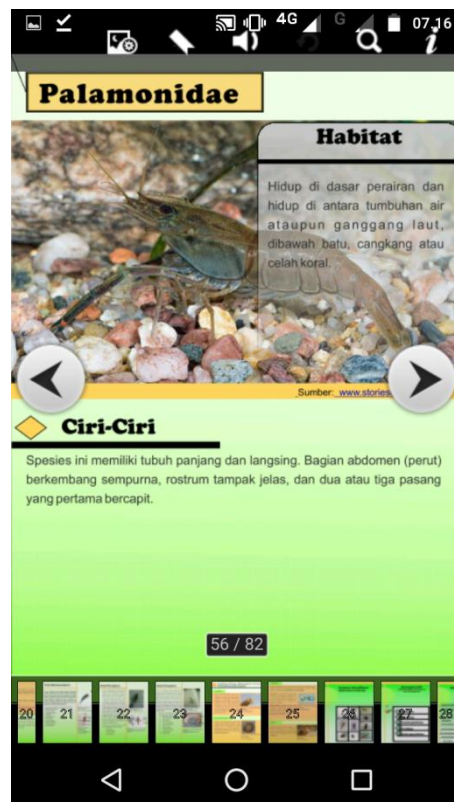 4G
G
07.16
Palamonidae
Habitat
Hidup di dasar perairan dan
hidup di antara tumbuhan air
ataupun ganggang laut,
dibawah batu, cangkang atau
celah koral.
Sumber: www.stories
Ciri-Ciri
Spesies ini memiliki tubuh panjang dan langsing. Bagian abdomen (perut)
berkembang sempurna, rostrum tampak jelas, dan dua atau tiga pasang
yang pertama bercapit.
56 / 82
20 21 22 23 24 25 26 27 28